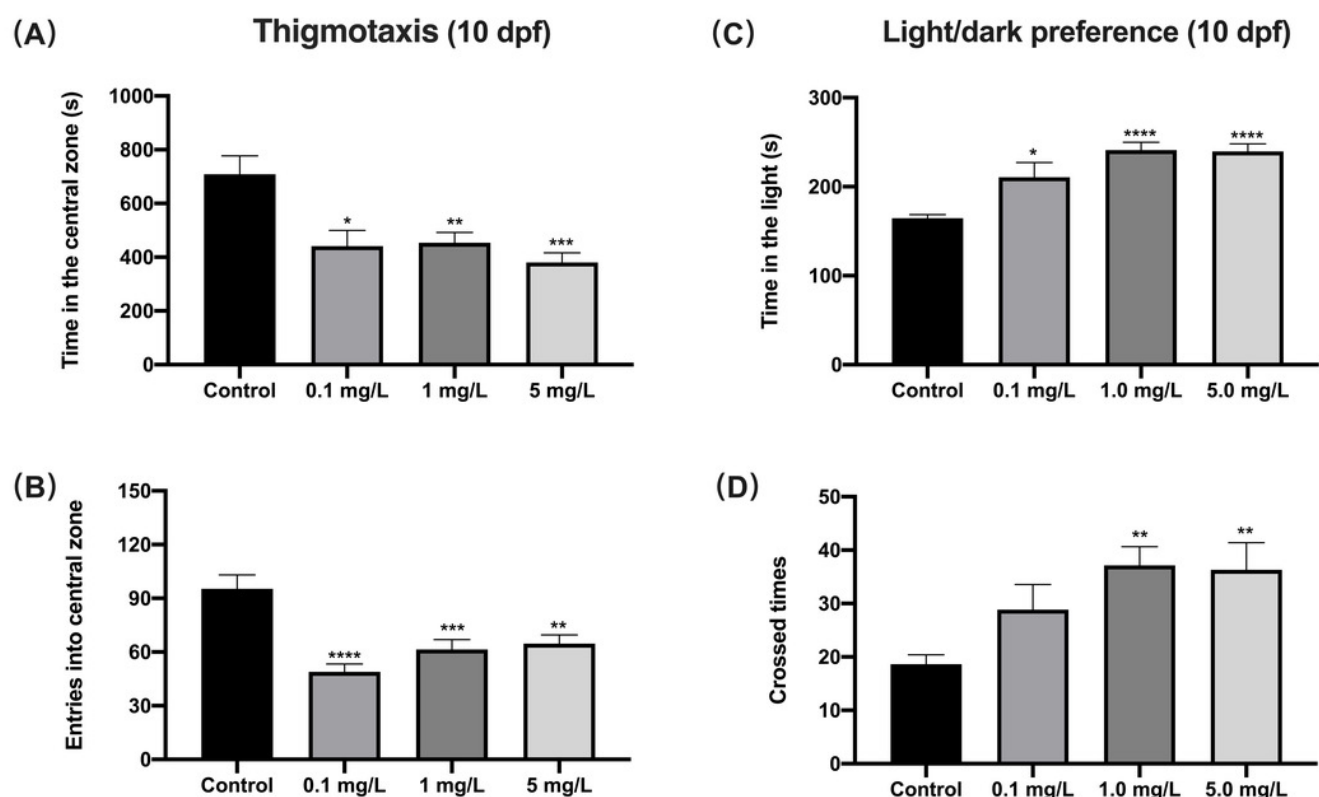 (A)
Thigmotaxis (10 dpf)
Time in the central zone (s)
1000
800
600
400
200
0
*
**
***
Control
0.1 mg/L
1 mg/L
5 mg/L
(B)
Entries into central zone
150
120
90
60
30
0
****
***
**
Control
0.1 mg/L
1 mg/L
5 mg/L
(C)
Light/dark preference (10 dpf)
Time in the light (s)
300
200
100
0
*
****
****
Control
0.1 mg/L
1.0 mg/L
5.0 mg/L
(D)
Crossed times
50
40
30
20
10
0
**
**
Control
0.1 mg/L
1.0 mg/L
5.0 mg/L